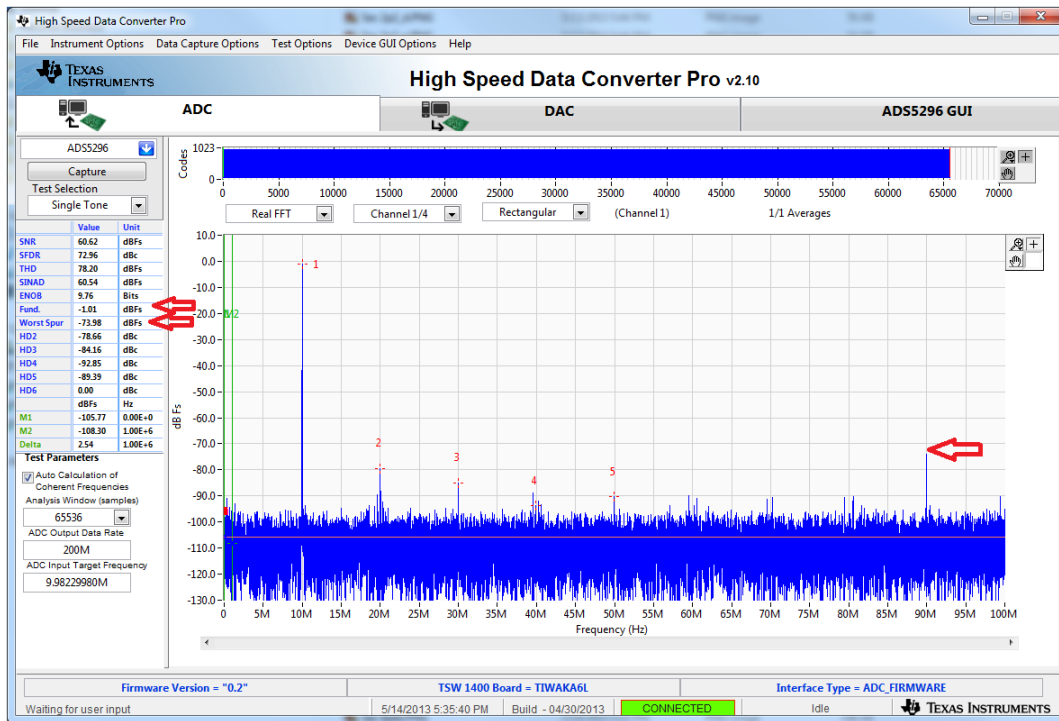 High Speed Data Converter Pro
File Instrument Options Data Capture Options Test Options Device GUI Options Help
TEXAS INSTRUMENTS
High Speed Data Converter Pro v2.10
ADC DAC ADS5296 GUI
ADS5296
Capture
Test Selection
Single Tone
Value Unit
SNR 60.62 dBFs
SFDR 72.96 dBc
THD 78.20 dBFs
SINAD 60.54 dBFs
ENOB 9.76 Bits
Fund. -1.01 dBFs
Worst Spur -73.98 dBFs
HD2 -78.66 dBc
HD3 -84.16 dBc
HD4 -92.85 dBc
HD5 -89.39 dBc
HD6 0.00 dBc
dBFs Hz
M1 -105.77 0.00E+0
M2 -108.30 1.00E+6
Delta 2.54 1.00E+6
Test Parameters
Auto Calculation of
Coherent Frequencies
Analysis Window (samples)
65536
ADC Output Data Rate
200M
ADC Input Target Frequency
9.98229980M
Codes
1023
0
0 5000 10000 15000 20000 25000 30000 35000 40000 45000 50000 55000 60000 65000 70000
Real FFT Channel 1/4 Rectangular (Channel 1) 1/1 Averages
dB Fs
10.0
0.0
-10.0
-20.0
-30.0
-40.0
-50.0
-60.0
-70.0
-80.0
-90.0
-100.0
-110.0
-120.0
-130.0
1
M2
2
3
4
5
0 5M 10M 15M 20M 25M 30M 35M 40M 45M 50M 55M 60M 65M 70M 75M 80M 85M 90M 95M 100M
Frequency (Hz)
Firmware Version = "0.2" TSW 1400 Board = TIWAKA6L Interface Type = ADC_FIRMWARE
Waiting for user input 5/14/2013 5:35:40 PM Build - 04/30/2013 CONNECTED Idle TEXAS INSTRUMENTS